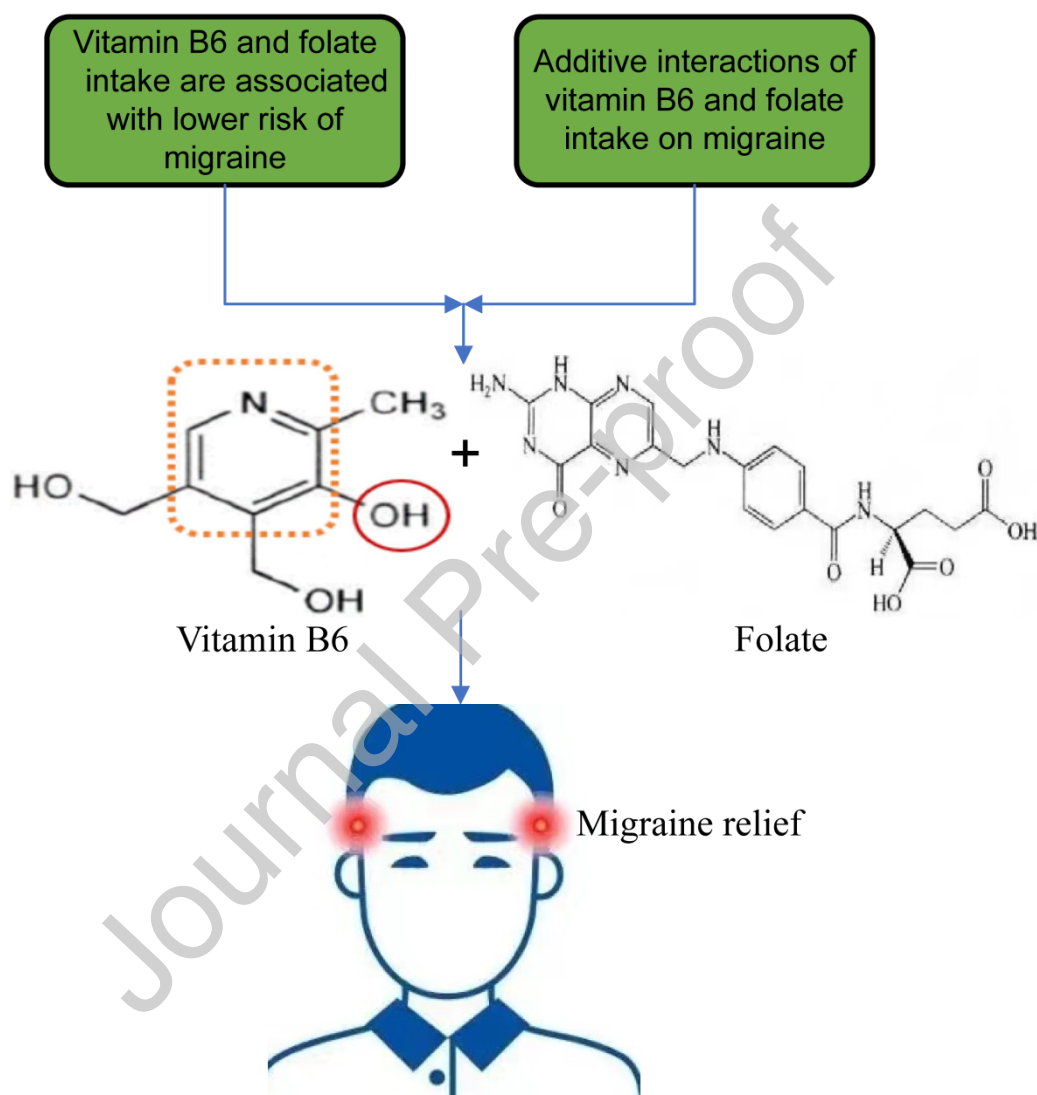 Vitamin B6 and folate
intake are associated
with lower risk of
migraine
Additive interactions of
vitamin B6 and folate
intake on migraine
N
CH3
HO
OH
OH
Vitamin B6
+
H2N
H
N
N
N
N
O
H
N
O
H
N
H
O
OH
O
HO
O
Folate
Migraine relief
Journal Pre-proof